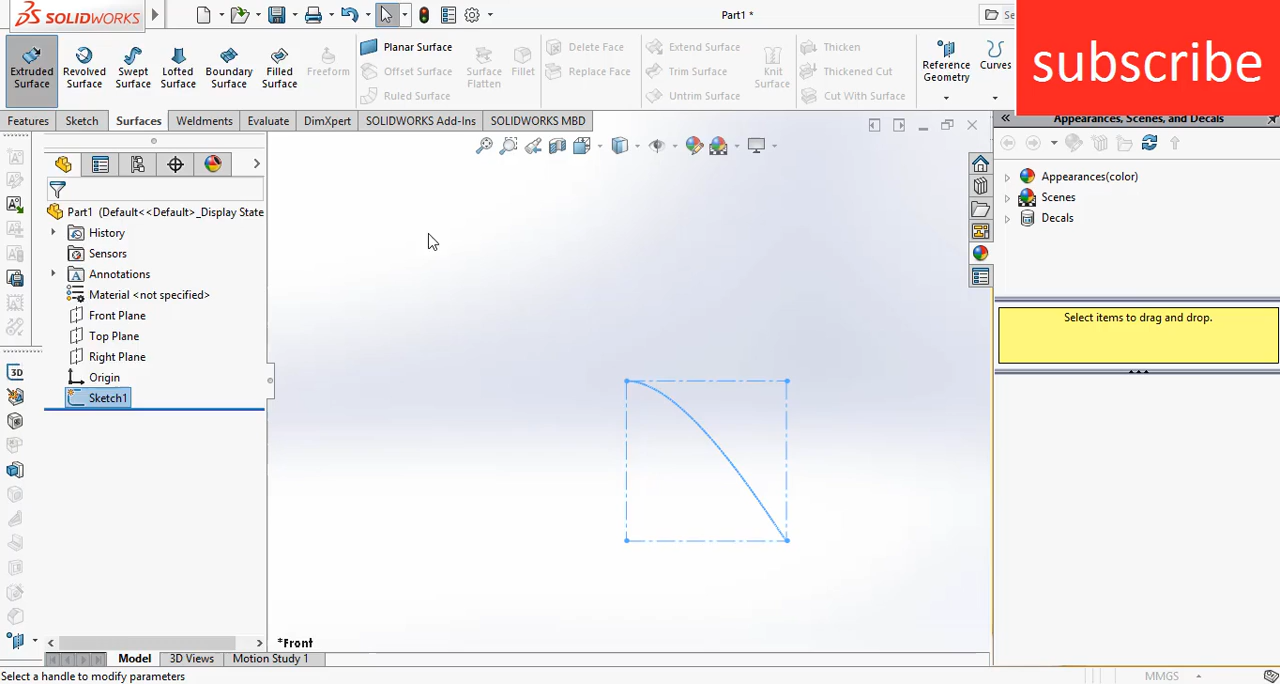 SOLIDWORKS
Part1 *
Se
subscribe
Extruded Surface
Revolved Surface
Swept Surface
Lofted Surface
Boundary Surface
Filled Surface
Freeform
Planar Surface
Offset Surface
Ruled Surface
Surface Flatten
Fillet
Delete Face
Replace Face
Extend Surface
Trim Surface
Untrim Surface
Knit Surface
Thicken
Thickened Cut
Cut With Surface
Reference Geometry
Curves
Features
Sketch
Surfaces
Weldments
Evaluate
DimXpert
SOLIDWORKS Add-Ins
SOLIDWORKS MBD
Appearances, Scenes, and Decals
Part1 (Default<<Default>_Display State
History
Sensors
Annotations
Material <not specified>
Front Plane
Top Plane
Right Plane
Origin
Sketch1
3D
Appearances(color)
Scenes
Decals
Select items to drag and drop.
*Front
Model
3D Views
Motion Study 1
Select a handle to modify parameters
MMGS